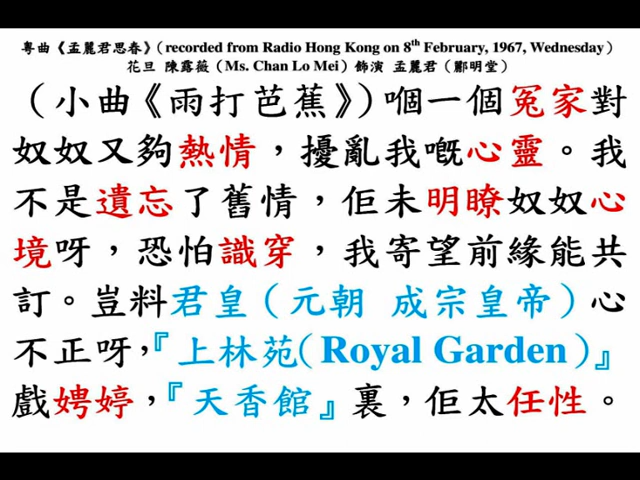 粵曲《孟麗君思春》(recorded from Radio Hong Kong on 8th February, 1967, Wednesday)
花旦 陳露薇 (Ms. Chan Lo Mei) 飾演 孟麗君 (酈明堂)
(小曲《雨打芭蕉》)嗰一個冤家對
奴奴又夠熱情，擾亂我嘅心靈。我
不是遺忘了舊情，佢未明瞭奴奴心
境呀，恐怕識穿，我寄望前緣能共
訂。豈料君皇(元朝 成宗皇帝)心
不正呀，『上林苑(Royal Garden)』
戲娉婷，『天香館』裏，佢太任性。